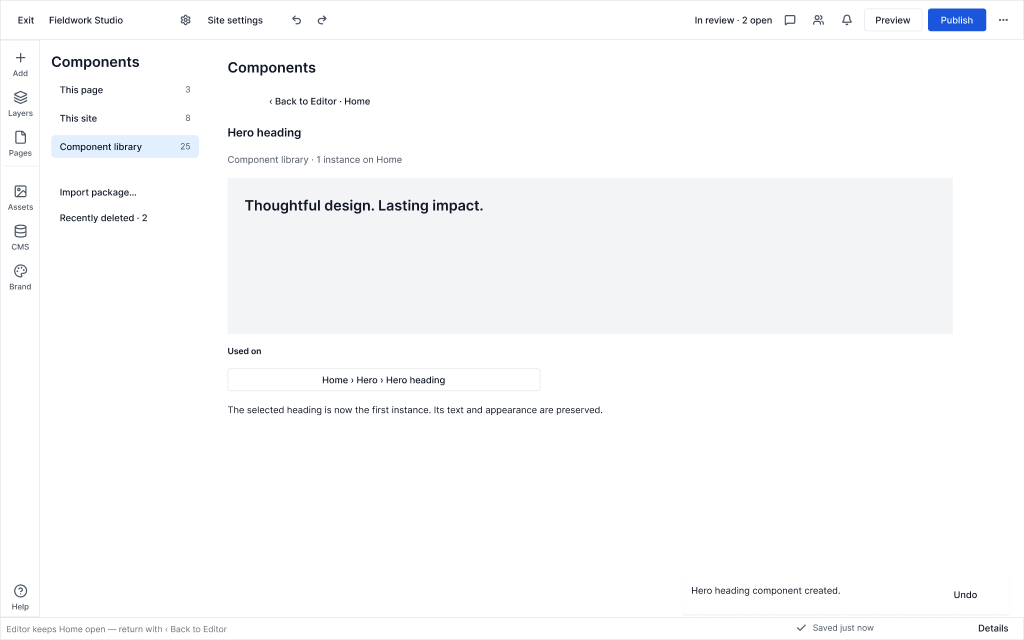 Exit
Fieldwork Studio
Site settings
In review · 2 open
Preview
Publish
Add
Layers
Pages
Assets
CMS
Brand
Help
Components
This page 3
This site 8
Component library 25
Import package...
Recently deleted · 2
Components
‹ Back to Editor · Home
Hero heading
Component library · 1 instance on Home
Thoughtful design. Lasting impact.
Used on
Home › Hero › Hero heading
The selected heading is now the first instance. Its text and appearance are preserved.
Hero heading component created.
Undo
Editor keeps Home open — return with ‹ Back to Editor
Saved just now
Details